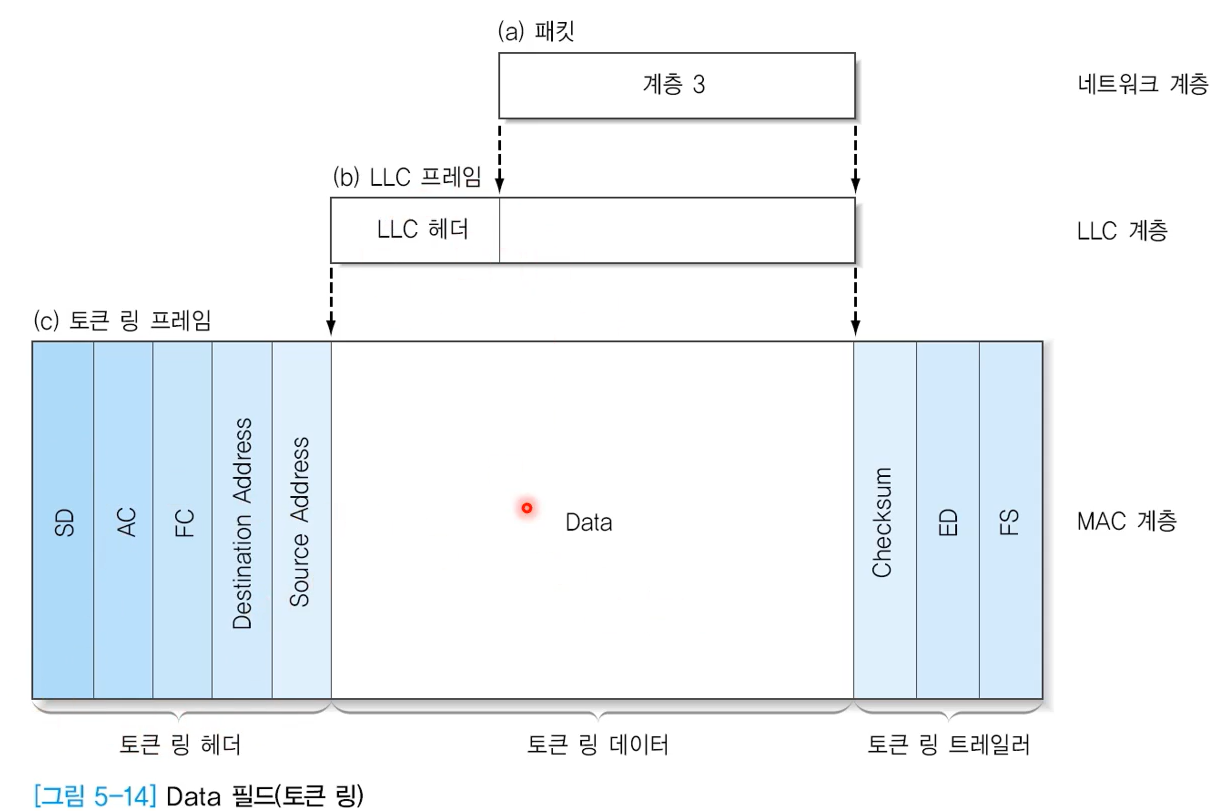 (a) 패킷
계층 3
네트워크 계층
(b) LLC 프레임
LLC 헤더
LLC 계층
(c) 토큰 링 프레임
SD
AC
FC
Destination Address
Source Address
Data
Checksum
ED
FS
MAC 계층
토큰 링 헤더
토큰 링 데이터
토큰 링 트레일러
[그림 5-14] Data 필드(토큰 링)